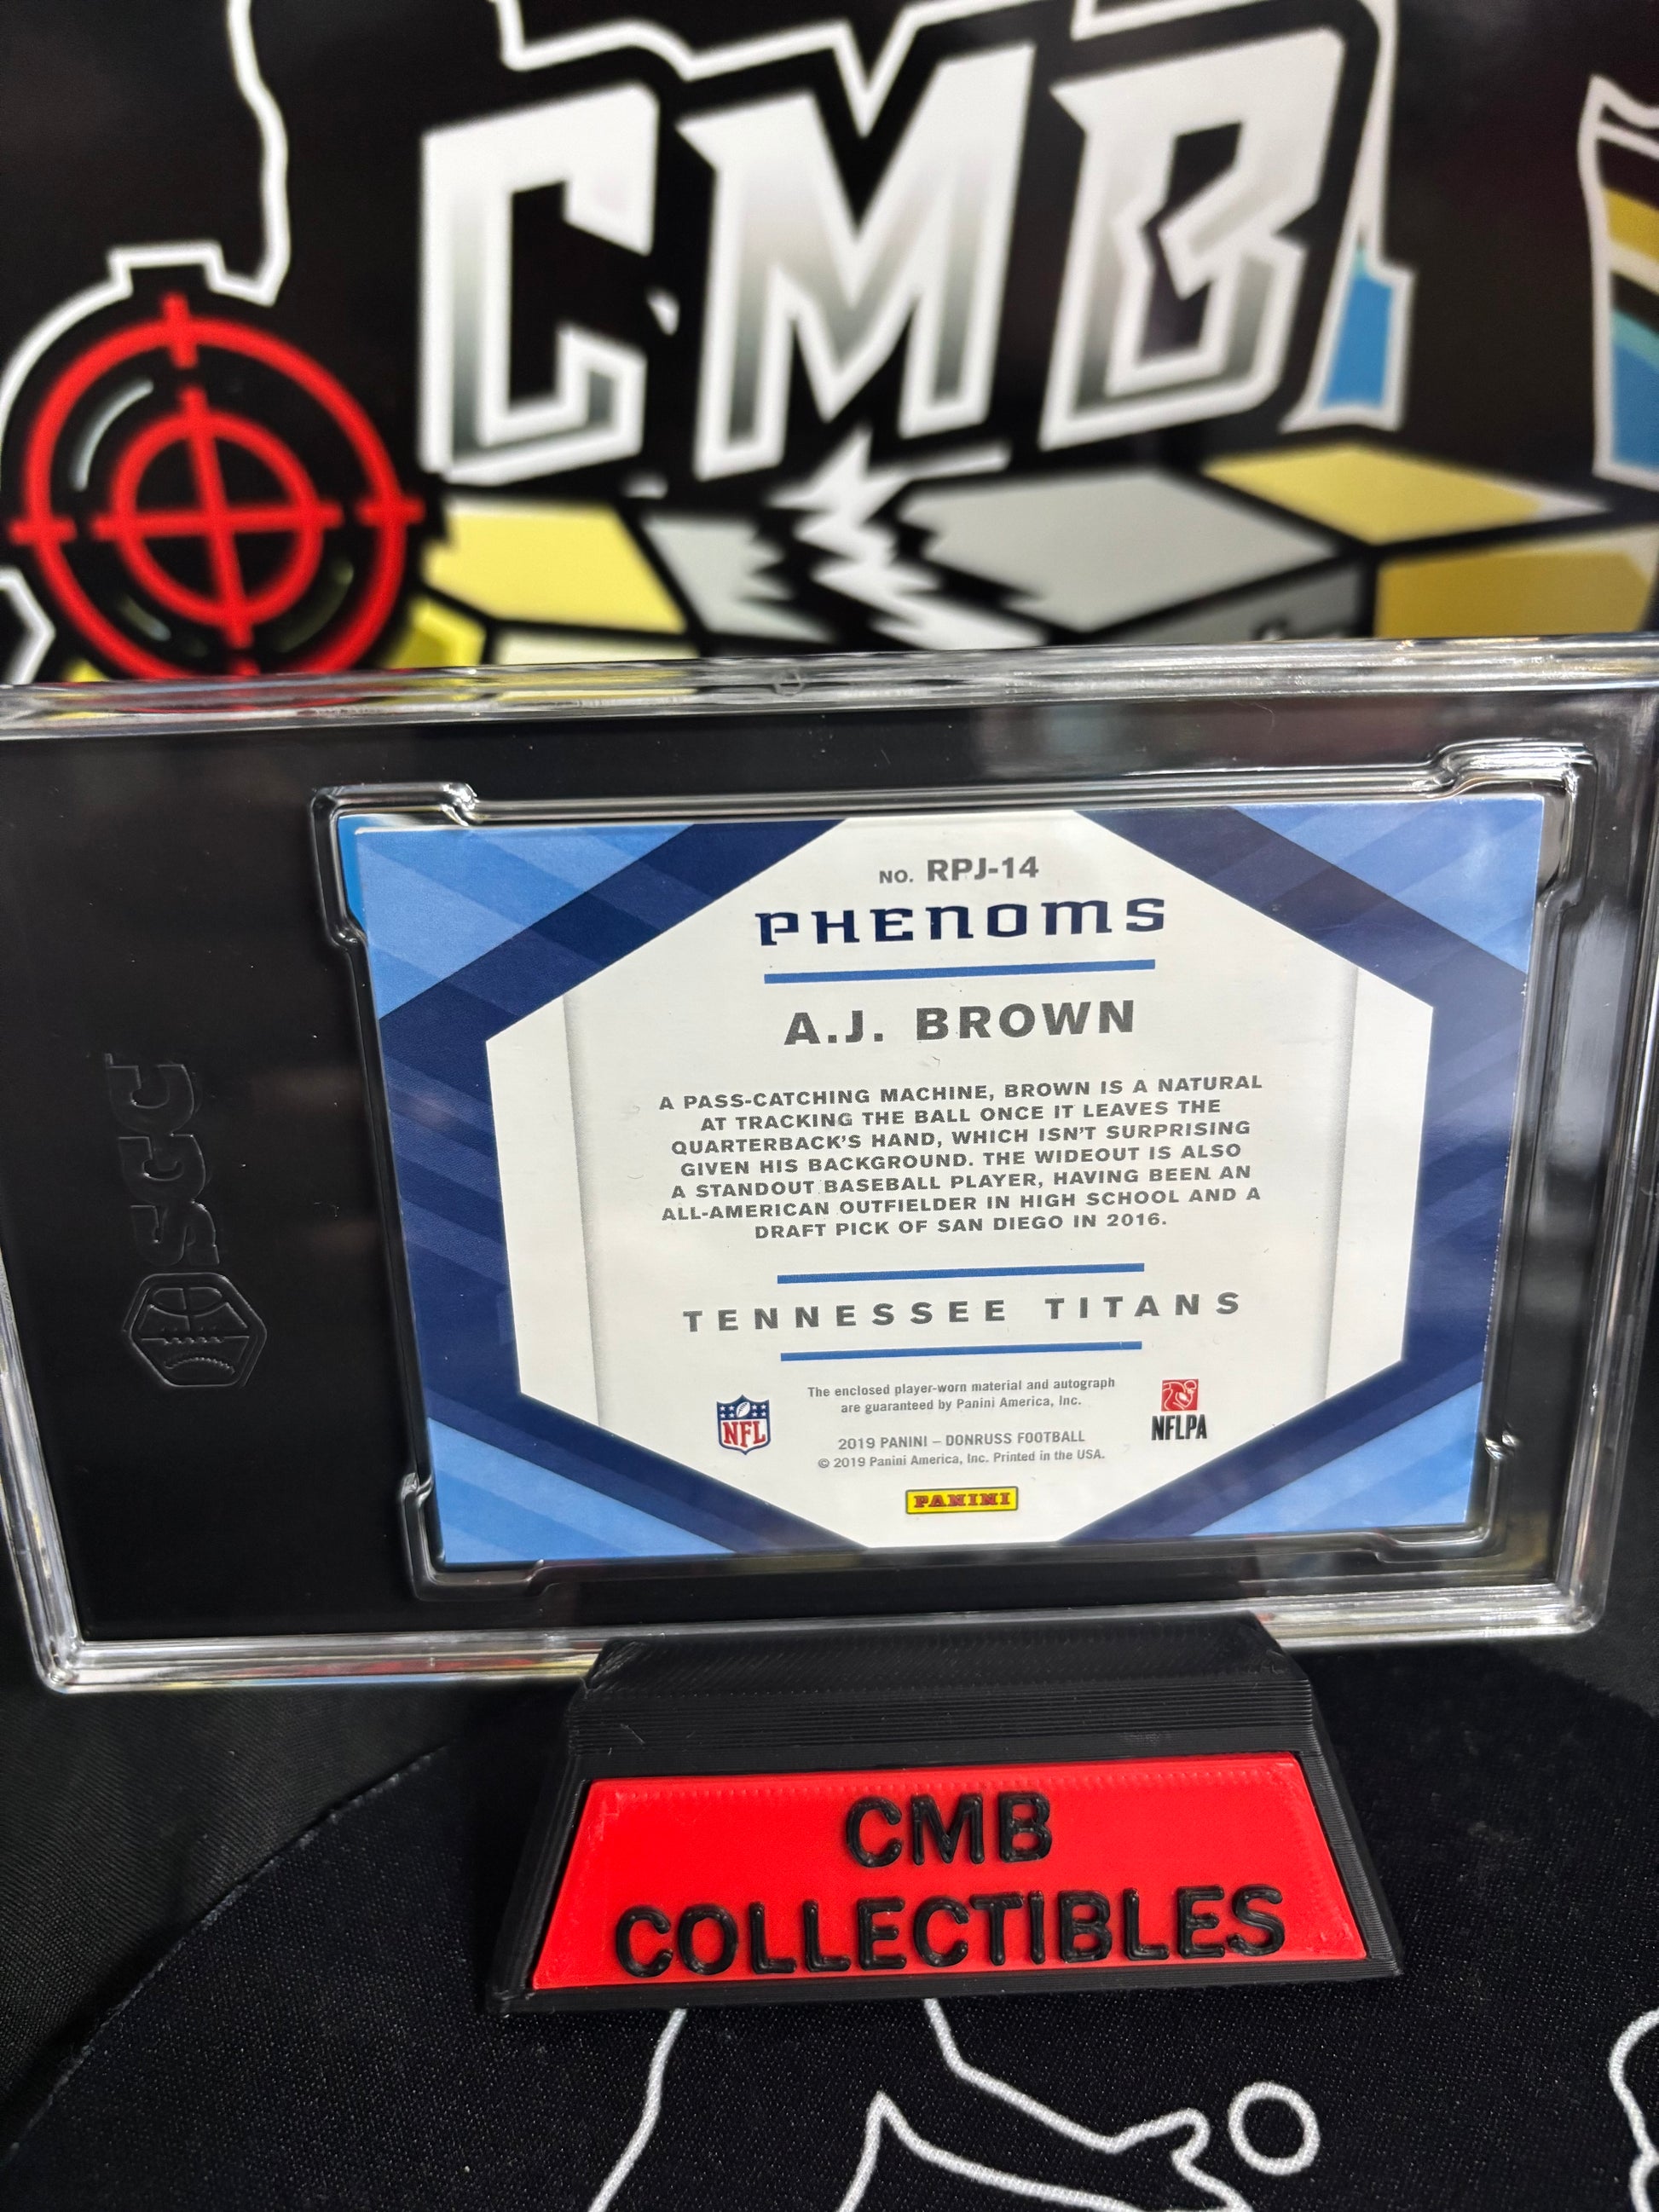 CMB
SGC
NO. RPJ-14
PHENOMS
A.J. BROWN
A PASS-CATCHING MACHINE, BROWN IS A NATURAL
AT TRACKING THE BALL ONCE IT LEAVES THE
QUARTERBACK'S HAND, WHICH ISN'T SURPRISING
GIVEN HIS BACKGROUND. THE WIDEOUT IS ALSO
A STANDOUT BASEBALL PLAYER, HAVING BEEN AN
ALL-AMERICAN OUTFIELDER IN HIGH SCHOOL AND A
DRAFT PICK OF SAN DIEGO IN 2016.
TENNESSEE TITANS
The enclosed player-worn material and autograph
are guaranteed by Panini America, Inc.
NFL
NFLPA
2019 PANINI – DONRUSS FOOTBALL
© 2019 Panini America, Inc. Printed in the USA.
PANINI
CMB
COLLECTIBLES